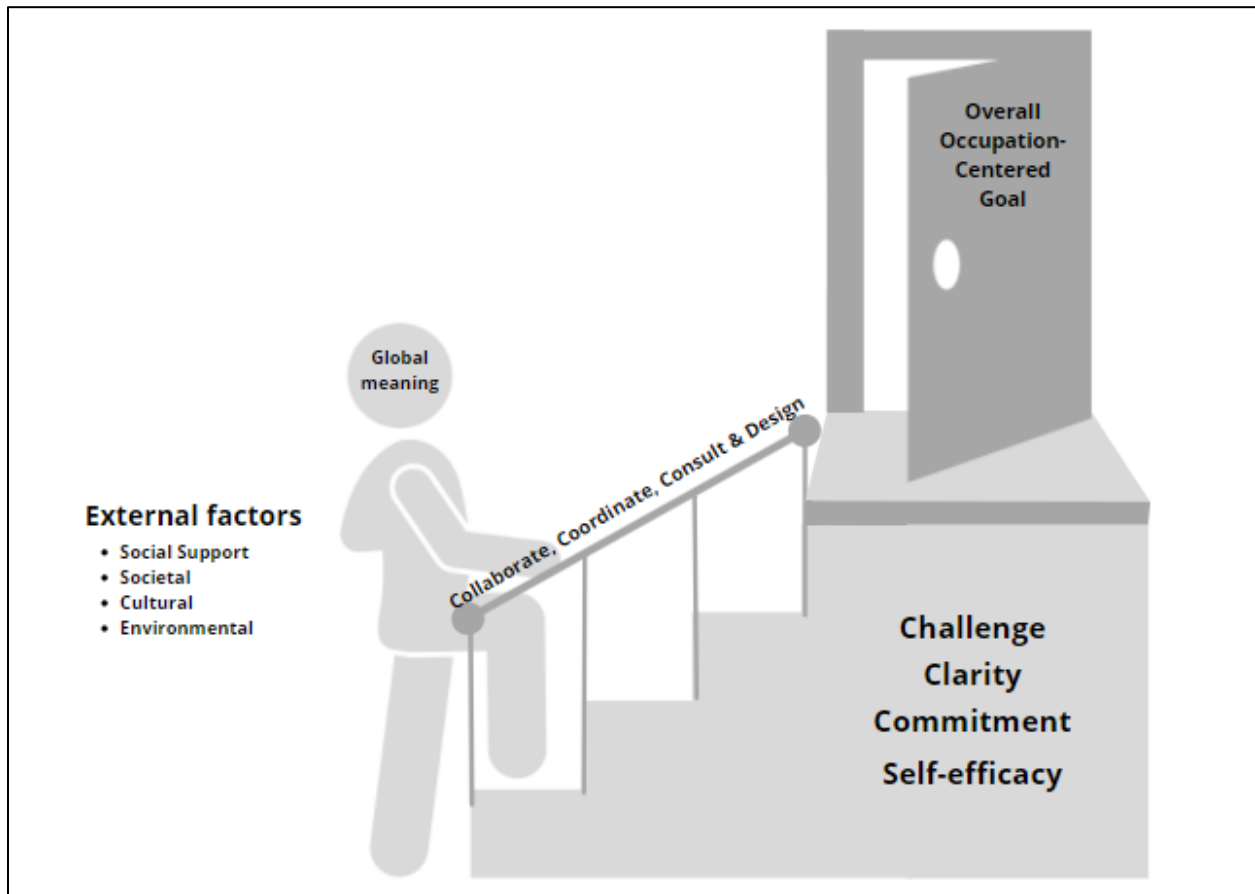 Overall
Occupation-
Centered
Goal
Global
meaning
Collaborate, Coordinate, Consult & Design
External factors
• Social Support
• Societal
• Cultural
• Environmental
Challenge
Clarity
Commitment
Self-efficacy